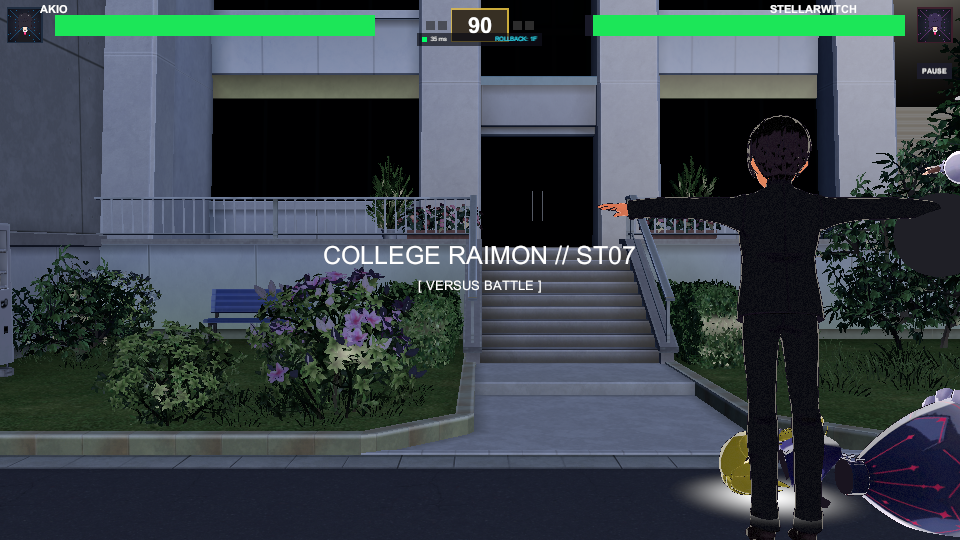 AKIO
STELLARWITCH
90
35 ms
ROLLBACK: 1F
PAUSE
COLLEGE RAIMON // ST07
[ VERSUS BATTLE ]